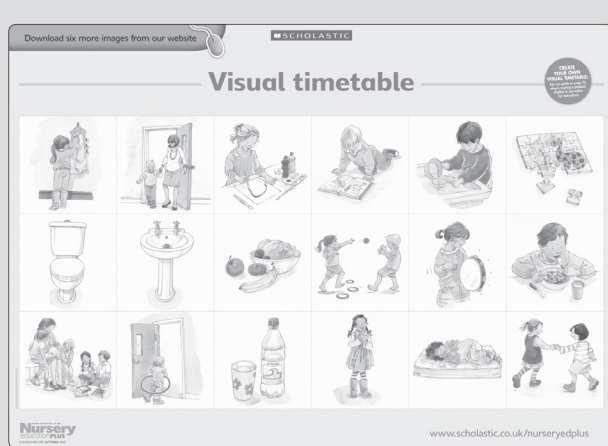 Download six more images from our website
SCHOLASTIC
Visual timetable
CREATE
YOUR OWN
VISUAL TIMETABLE!
Nursery
educationPLUS
www.scholastic.co.uk/nurseryedplus